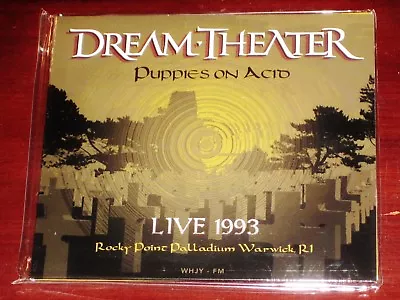 DREAM·THEATER
PUPPIES ON ACID
LIVE 1993
Rocky Point Palladium Warwick, RI
WHJY - FM